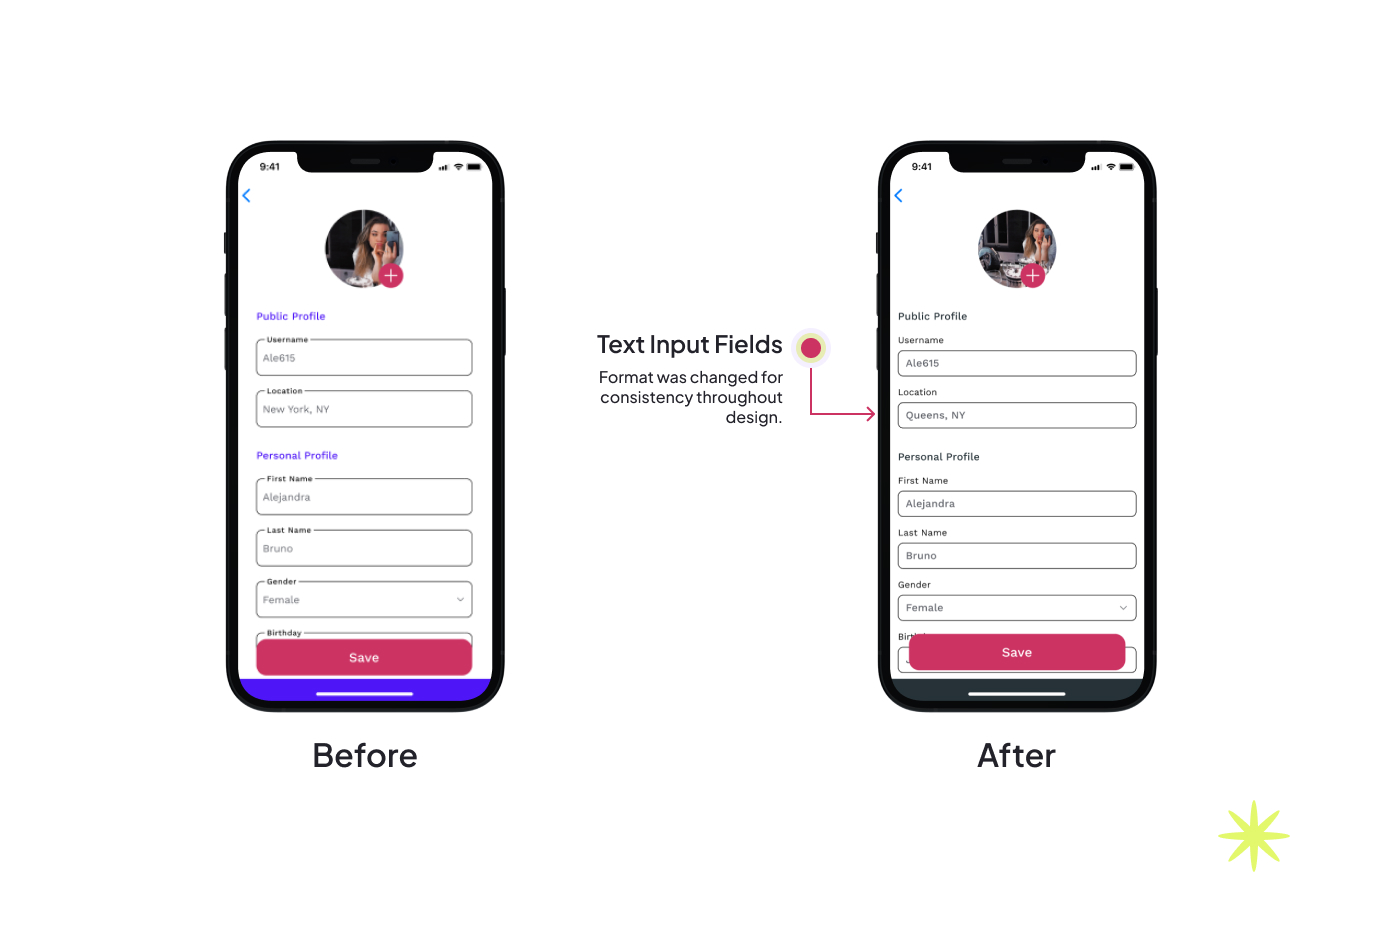 9:41
Public Profile
Username
Ale615
Location
New York, NY
Personal Profile
First Name
Alejandra
Last Name
Bruno
Gender
Female
Birthday
Save
Before
Text Input Fields
Format was changed for
consistency throughout
design.
9:41
Public Profile
Username
Ale615
Location
Queens, NY
Personal Profile
First Name
Alejandra
Last Name
Bruno
Gender
Female
Save
After